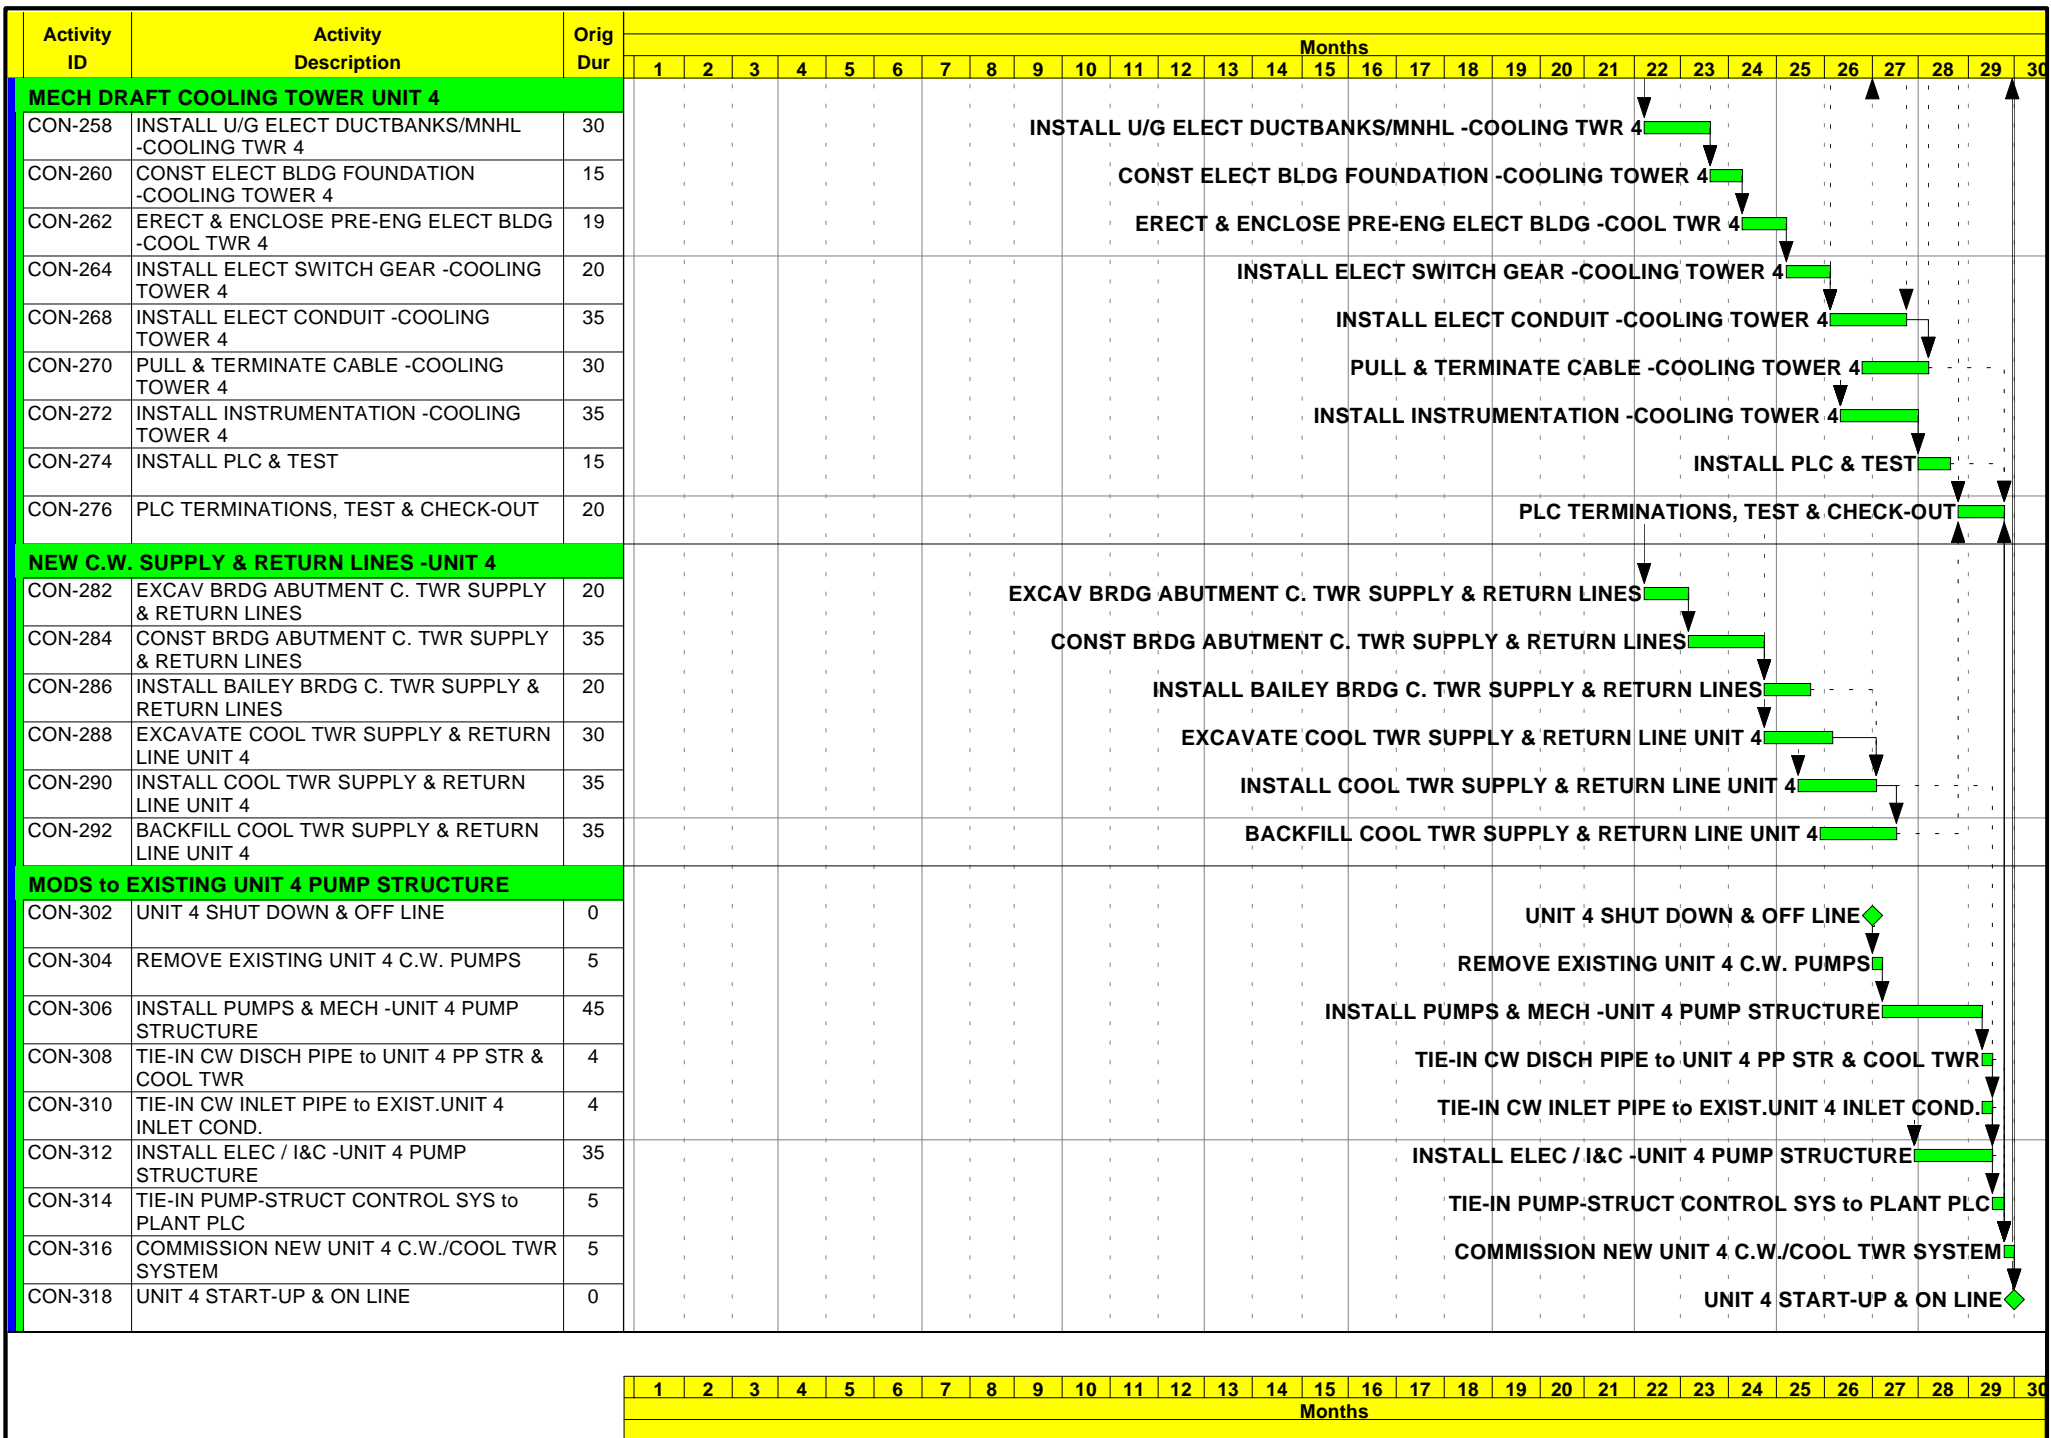 Activity Activity Orig
ID Description Dur
Months
1 2 3 4 5 6 7 8 9 10 11 12 13 14 15 16 17 18 19 20 21 22 23 24 25 26 27 28 29 30
MECH DRAFT COOLING TOWER UNIT 4
CON-258 INSTALL U/G ELECT DUCTBANKS/MNHL 30 INSTALL U/G ELECT DUCTBANKS/MNHL -COOLING TWR 4
-COOLING TWR 4
CON-260 CONST ELECT BLDG FOUNDATION 15 CONST ELECT BLDG FOUNDATION -COOLING TOWER 4
-COOLING TOWER 4
CON-262 ERECT & ENCLOSE PRE-ENG ELECT BLDG 19 ERECT & ENCLOSE PRE-ENG ELECT BLDG -COOL TWR 4
-COOL TWR 4
CON-264 INSTALL ELECT SWITCH GEAR -COOLING 20 INSTALL ELECT SWITCH GEAR -COOLING TOWER 4
TOWER 4
CON-268 INSTALL ELECT CONDUIT -COOLING 35 INSTALL ELECT CONDUIT -COOLING TOWER 4
TOWER 4
CON-270 PULL & TERMINATE CABLE -COOLING 30 PULL & TERMINATE CABLE -COOLING TOWER 4
TOWER 4
CON-272 INSTALL INSTRUMENTATION -COOLING 35 INSTALL INSTRUMENTATION -COOLING TOWER 4
TOWER 4
CON-274 INSTALL PLC & TEST 15 INSTALL PLC & TEST
CON-276 PLC TERMINATIONS, TEST & CHECK-OUT 20 PLC TERMINATIONS, TEST & CHECK-OUT
NEW C.W. SUPPLY & RETURN LINES -UNIT 4
CON-282 EXCAV BRDG ABUTMENT C. TWR SUPPLY 20 EXCAV BRDG ABUTMENT C. TWR SUPPLY & RETURN LINES
& RETURN LINES
CON-284 CONST BRDG ABUTMENT C. TWR SUPPLY 35 CONST BRDG ABUTMENT C. TWR SUPPLY & RETURN LINES
& RETURN LINES
CON-286 INSTALL BAILEY BRDG C. TWR SUPPLY & 20 INSTALL BAILEY BRDG C. TWR SUPPLY & RETURN LINES
RETURN LINES
CON-288 EXCAVATE COOL TWR SUPPLY & RETURN 30 EXCAVATE COOL TWR SUPPLY & RETURN LINE UNIT 4
LINE UNIT 4
CON-290 INSTALL COOL TWR SUPPLY & RETURN 35 INSTALL COOL TWR SUPPLY & RETURN LINE UNIT 4
LINE UNIT 4
CON-292 BACKFILL COOL TWR SUPPLY & RETURN 35 BACKFILL COOL TWR SUPPLY & RETURN LINE UNIT 4
LINE UNIT 4
MODS to EXISTING UNIT 4 PUMP STRUCTURE
CON-302 UNIT 4 SHUT DOWN & OFF LINE 0 UNIT 4 SHUT DOWN & OFF LINE
CON-304 REMOVE EXISTING UNIT 4 C.W. PUMPS 5 REMOVE EXISTING UNIT 4 C.W. PUMPS
CON-306 INSTALL PUMPS & MECH -UNIT 4 PUMP 45 INSTALL PUMPS & MECH -UNIT 4 PUMP STRUCTURE
STRUCTURE
CON-308 TIE-IN CW DISCH PIPE to UNIT 4 PP STR & 4 TIE-IN CW DISCH PIPE to UNIT 4 PP STR & COOL TWR
COOL TWR
CON-310 TIE-IN CW INLET PIPE to EXIST.UNIT 4 4 TIE-IN CW INLET PIPE to EXIST.UNIT 4 INLET COND.
INLET COND.
CON-312 INSTALL ELEC / I&C -UNIT 4 PUMP 35 INSTALL ELEC / I&C -UNIT 4 PUMP STRUCTURE
STRUCTURE
CON-314 TIE-IN PUMP-STRUCT CONTROL SYS to 5 TIE-IN PUMP-STRUCT CONTROL SYS to PLANT PLC
PLANT PLC
CON-316 COMMISSION NEW UNIT 4 C.W./COOL TWR 5 COMMISSION NEW UNIT 4 C.W./COOL TWR SYSTEM
SYSTEM
CON-318 UNIT 4 START-UP & ON LINE 0 UNIT 4 START-UP & ON LINE
1 2 3 4 5 6 7 8 9 10 11 12 13 14 15 16 17 18 19 20 21 22 23 24 25 26 27 28 29 30
Months